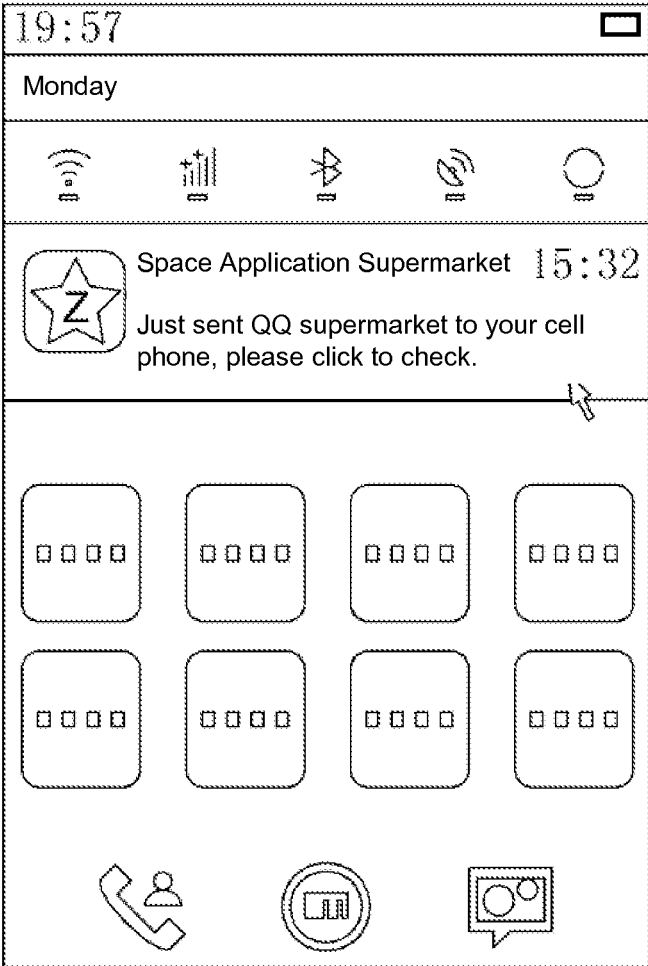 19:57
Monday
Space Application Supermarket 15:32
Z
Just sent QQ supermarket to your cell
phone, please click to check.